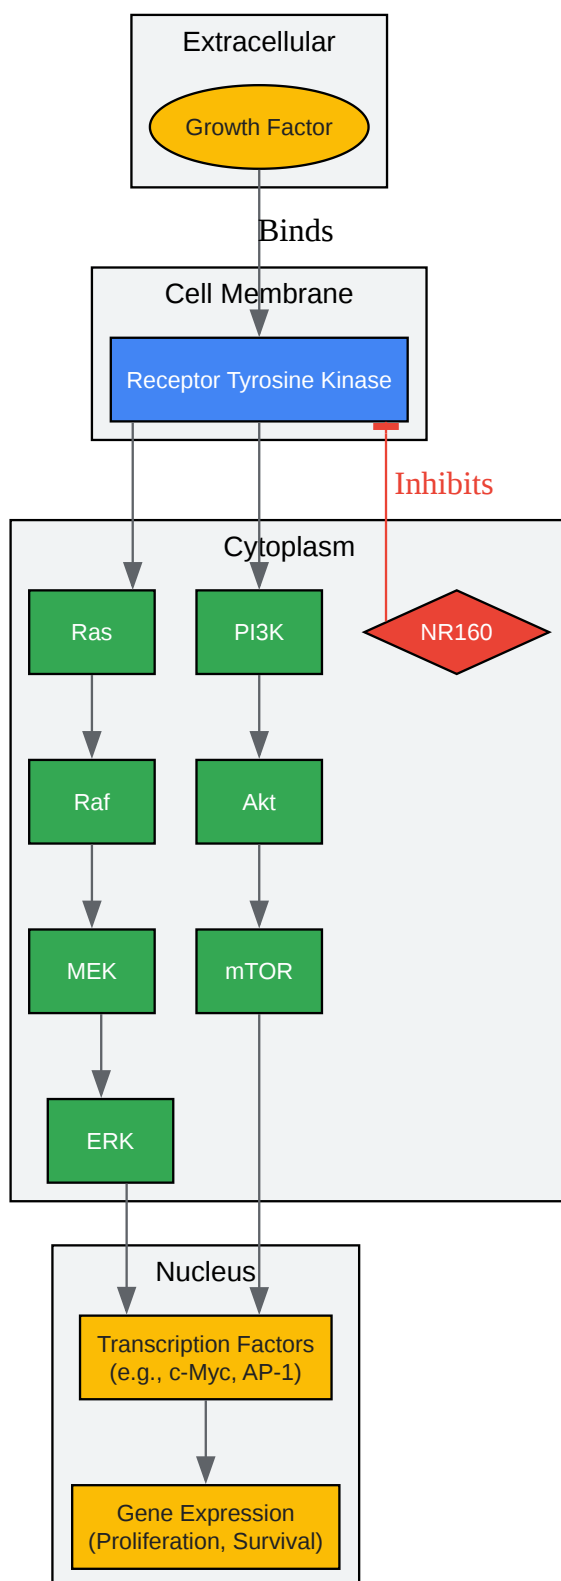 Extracellular
Growth Factor
Binds
Cell Membrane
Receptor Tyrosine Kinase
Inhibits
Cytoplasm
Ras
PI3K
NR160
Raf
Akt
MEK
mTOR
ERK
Nucleus
Transcription Factors
(e.g., c-Myc, AP-1)
Gene Expression
(Proliferation, Survival)